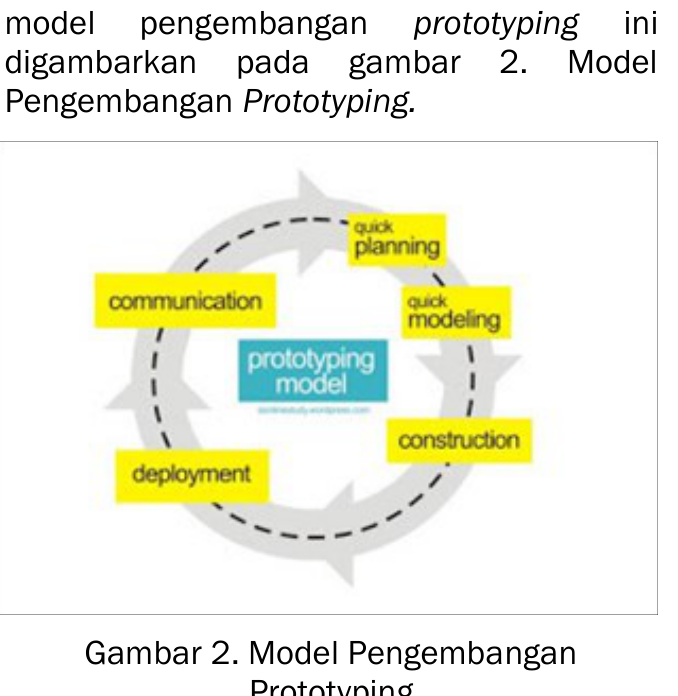 model pengembangan prototyping ini
digambarkan pada gambar 2. Model
Pengembangan Prototyping.
quick
planning
communication
quick
modeling
prototyping
model
construction
deployment
Gambar 2. Model Pengembangan
Prototyping